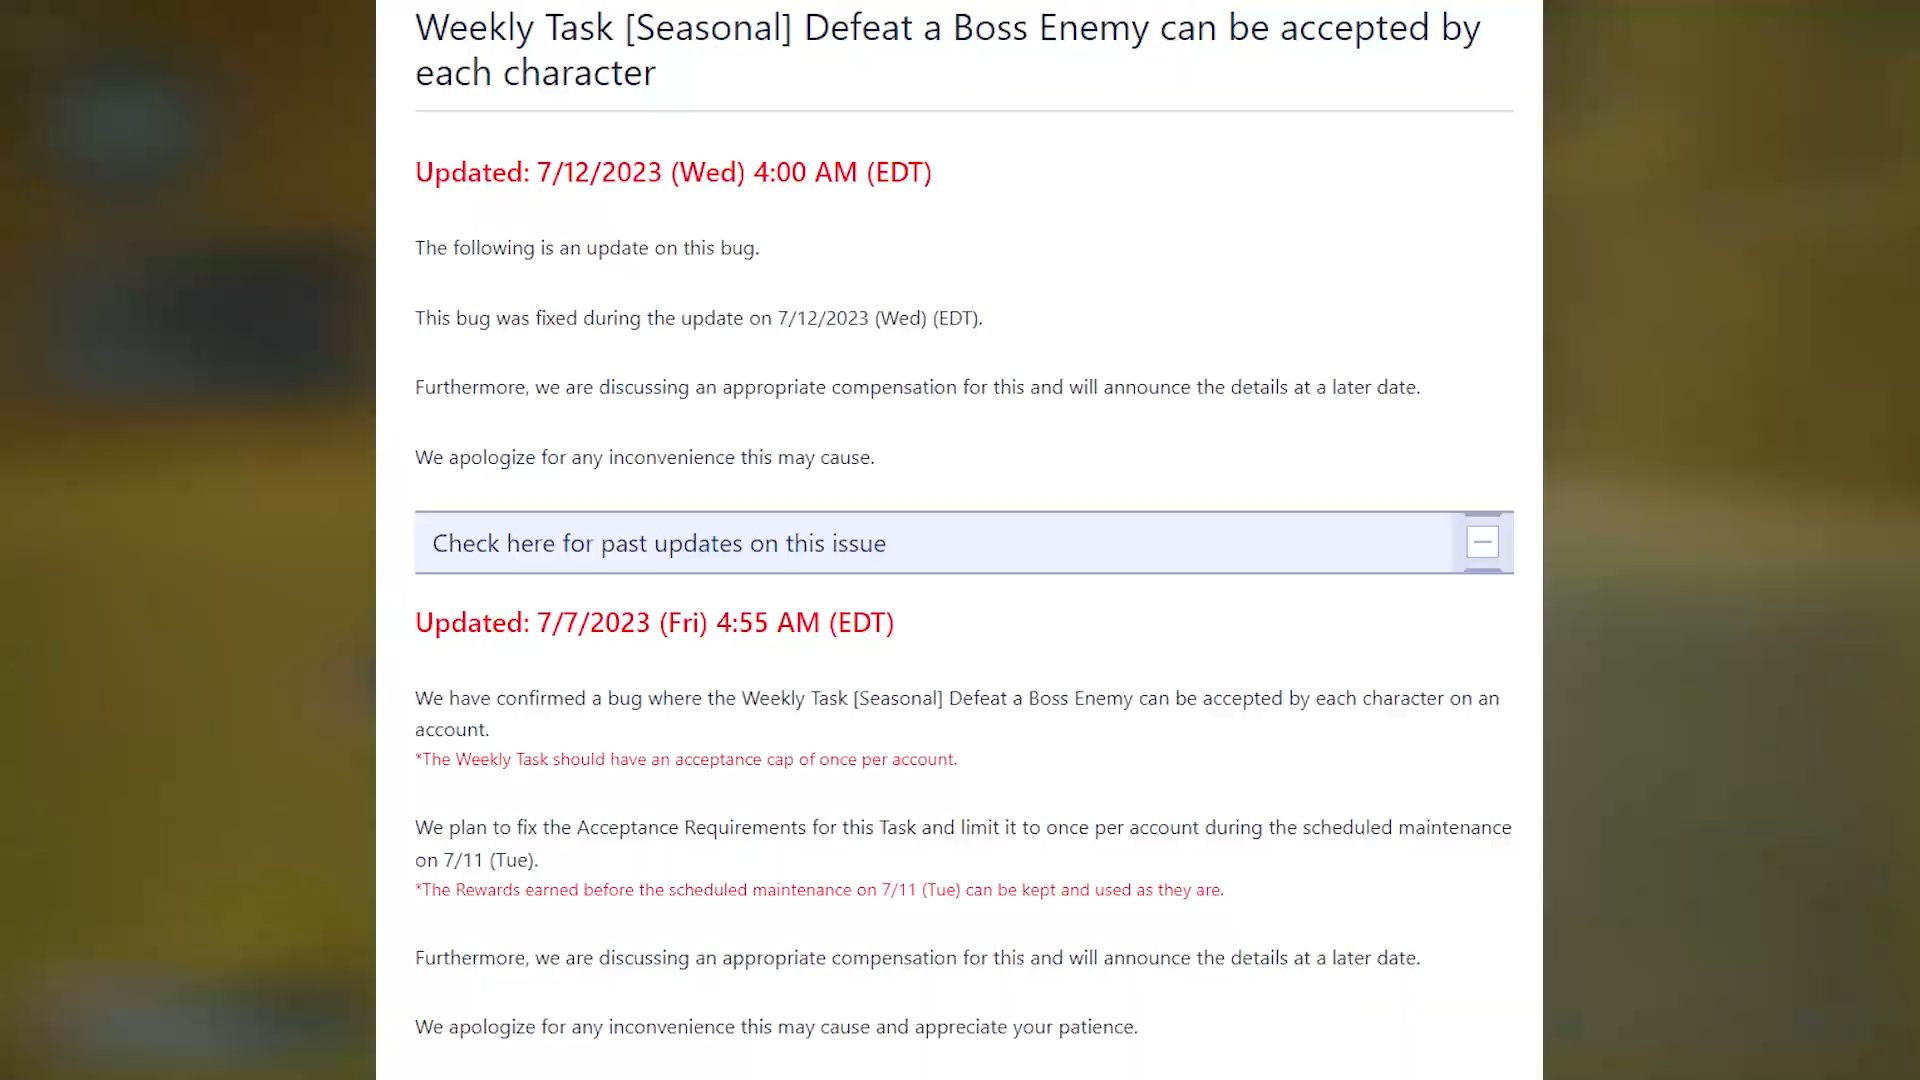 Weekly Task [Seasonal] Defeat a Boss Enemy can be accepted by
each character
Updated: 7/12/2023 (Wed) 4:00 AM (EDT)
The following is an update on this bug.
This bug was fixed during the update on 7/12/2023 (Wed) (EDT).
Furthermore, we are discussing an appropriate compensation for this and will announce the details at a later date.
We apologize for any inconvenience this may cause.
Check here for past updates on this issue
Updated: 7/7/2023 (Fri) 4:55 AM (EDT)
We have confirmed a bug where the Weekly Task [Seasonal] Defeat a Boss Enemy can be accepted by each character on an
account.
*The Weekly Task should have an acceptance cap of once per account.
We plan to fix the Acceptance Requirements for this Task and limit it to once per account during the scheduled maintenance
on 7/11 (Tue).
*The Rewards earned before the scheduled maintenance on 7/11 (Tue) can be kept and used as they are.
Furthermore, we are discussing an appropriate compensation for this and will announce the details at a later date.
We apologize for any inconvenience this may cause and appreciate your patience.